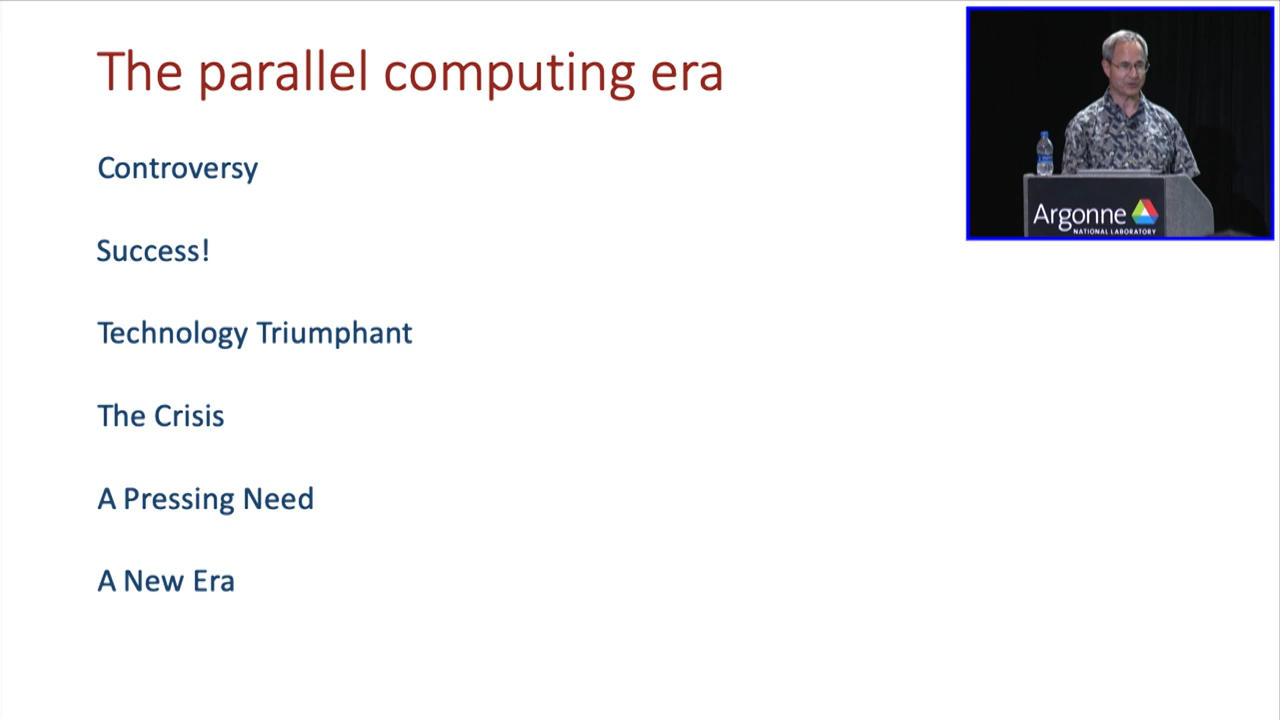 The parallel computing era
Controversy
Success!
Technology Triumphant
The Crisis
A Pressing Need
A New Era
Argonne
NATIONAL LABORATORY